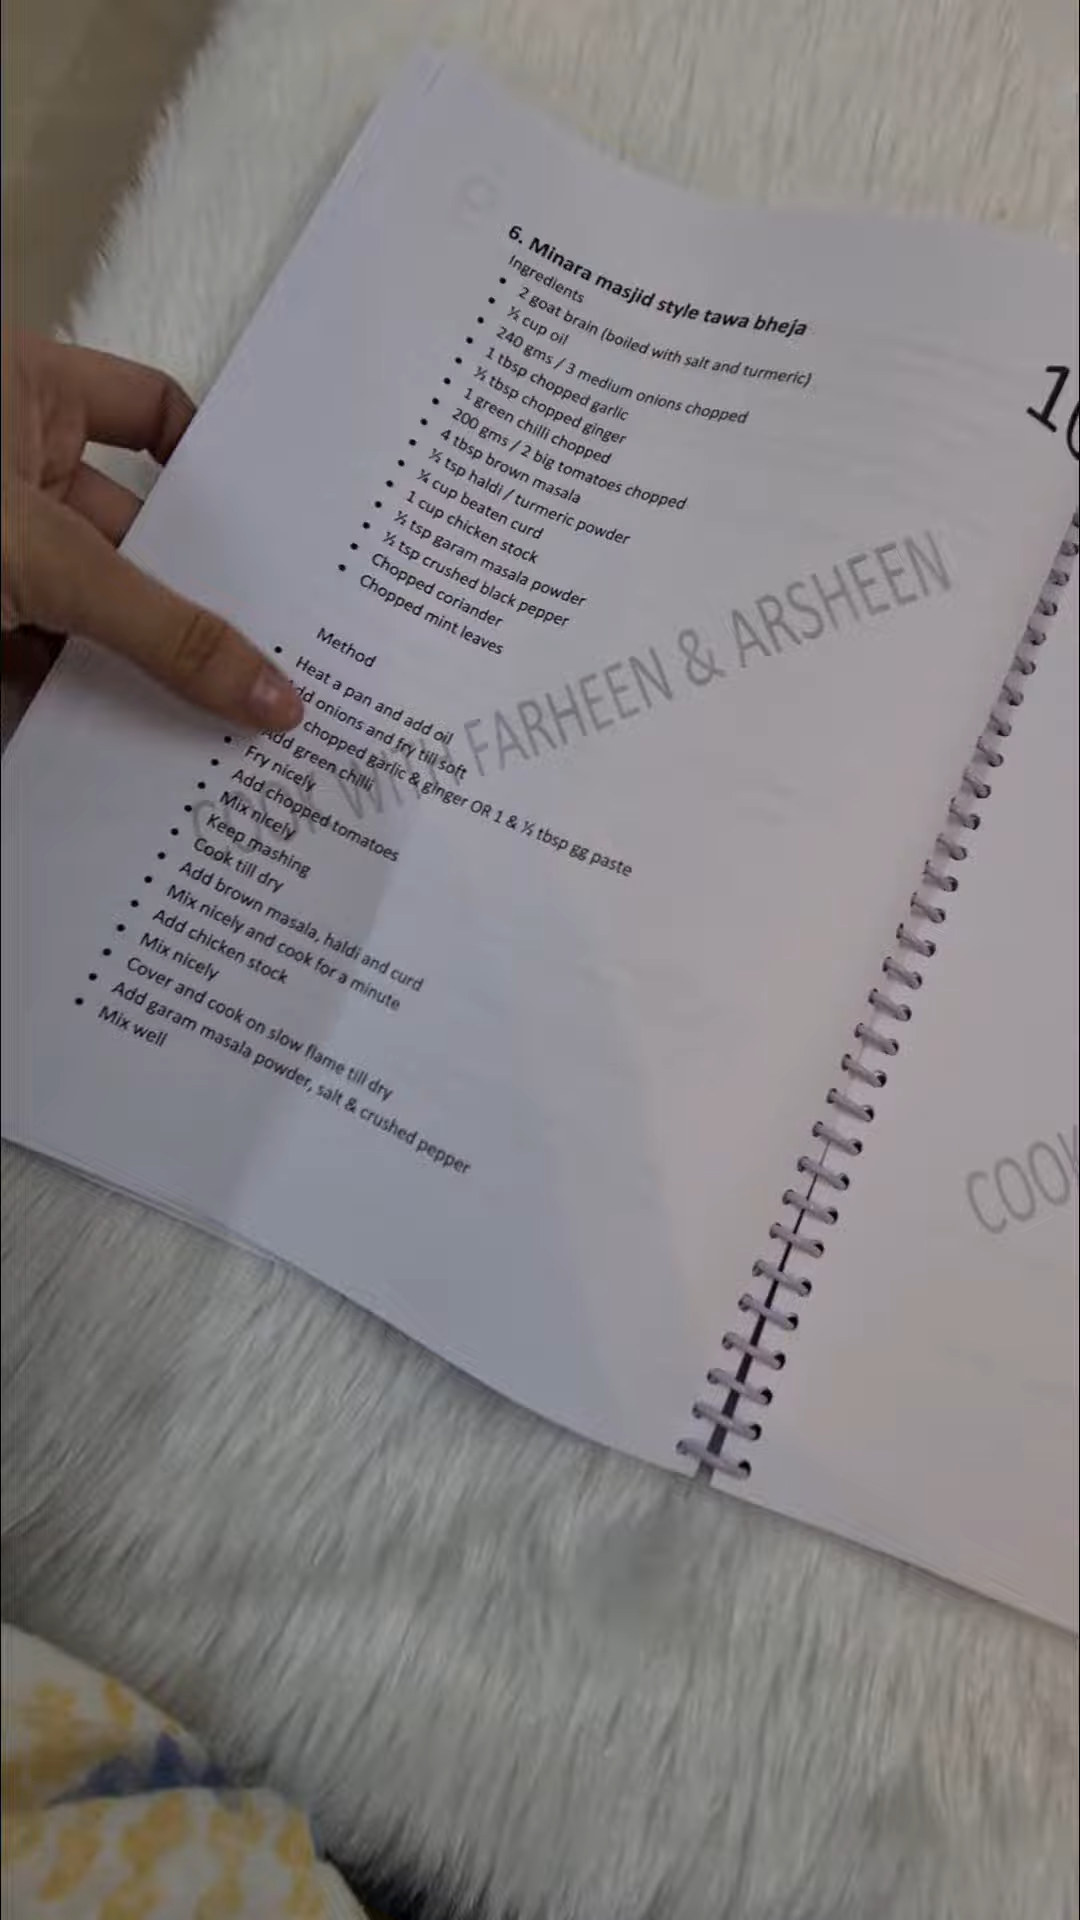 6. Minara masjid style tawa bheja
Ingredients
• 2 goat brain (boiled with salt and turmeric)
• ½ cup oil
• 240 gms / 3 medium onions chopped
• 1 tbsp chopped garlic
• ½ tbsp chopped ginger
• 1 green chilli chopped
• 200 gms / 2 big tomatoes chopped
• 4 tbsp brown masala
• ½ tsp haldi / turmeric powder
• ¼ cup beaten curd
• 1 cup chicken stock
• ½ tsp garam masala powder
• ½ tsp crushed black pepper
• Chopped coriander
• Chopped mint leaves
Method
• Heat a pan and add oil
Add onions and fry till soft
chopped garlic & ginger OR 1 & ½ tbsp gg paste
Add green chilli
• Fry nicely
• Add chopped tomatoes
• Mix nicely
• Keep mashing
• Cook till dry
• Add brown masala, haldi and curd
• Mix nicely and cook for a minute
• Add chicken stock
• Mix nicely
• Cover and cook on slow flame till dry
• Add garam masala powder, salt & crushed pepper
• Mix well
COOK WITH FARHEEN & ARSHEEN
COOK